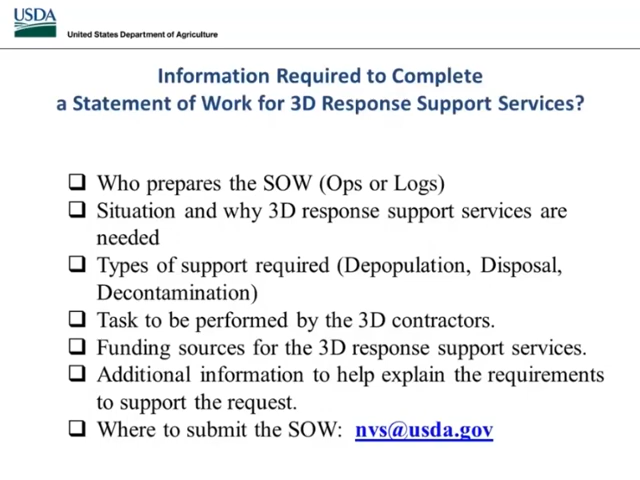 USDA
United States Department of Agriculture
Information Required to Complete
a Statement of Work for 3D Response Support Services?
❑ Who prepares the SOW (Ops or Logs)
❑ Situation and why 3D response support services are
needed
❑ Types of support required (Depopulation, Disposal,
Decontamination)
❑ Task to be performed by the 3D contractors.
❑ Funding sources for the 3D response support services.
❑ Additional information to help explain the requirements
to support the request.
❑ Where to submit the SOW: nvs@usda.gov